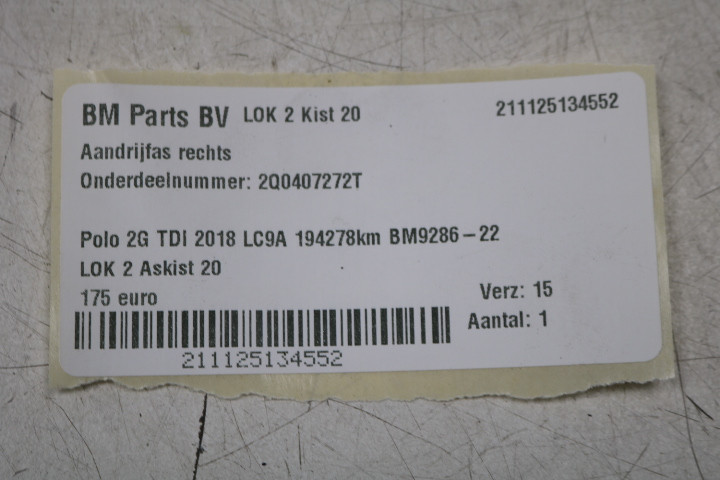 BM Parts BV LOK 2 Kist 20 211125134552
Aandrijfas rechts
Onderdeelnummer: 2Q0407272T
Polo 2G TDI 2018 LC9A 194278km BM9286-22
LOK 2 Askist 20
175 euro Verz: 15
Aantal: 1
211125134552